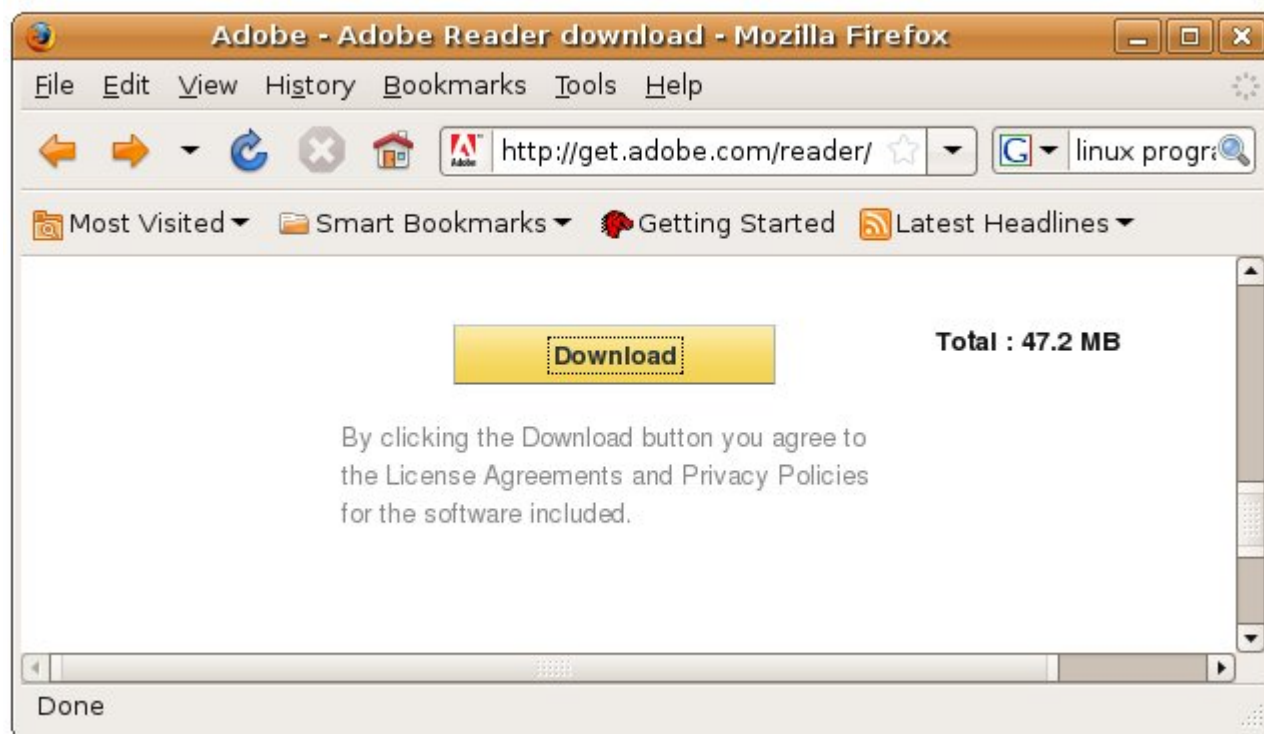 Adobe - Adobe Reader download - Mozilla Firefox
File Edit View History Bookmarks Tools Help
Adobe http://get.adobe.com/reader/ G linux progra
Most Visited Smart Bookmarks Getting Started Latest Headlines
Download Total : 47.2 MB
By clicking the Download button you agree to
the License Agreements and Privacy Policies
for the software included.
Done